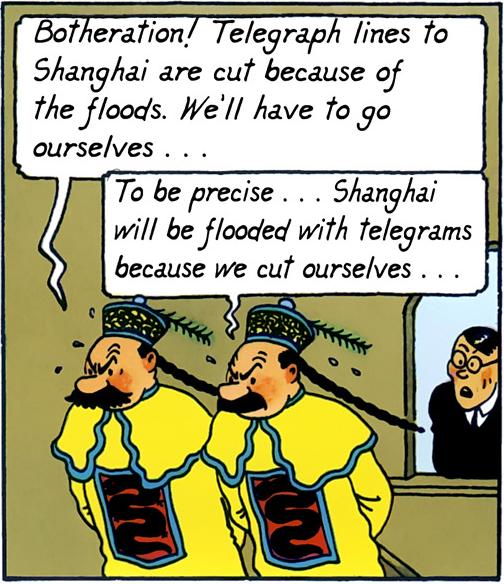 Botheration! Telegraph lines to
Shanghai are cut because of
the floods. We'll have to go
ourselves . . .
To be precise . . . Shanghai
will be flooded with telegrams
because we cut ourselves . . .